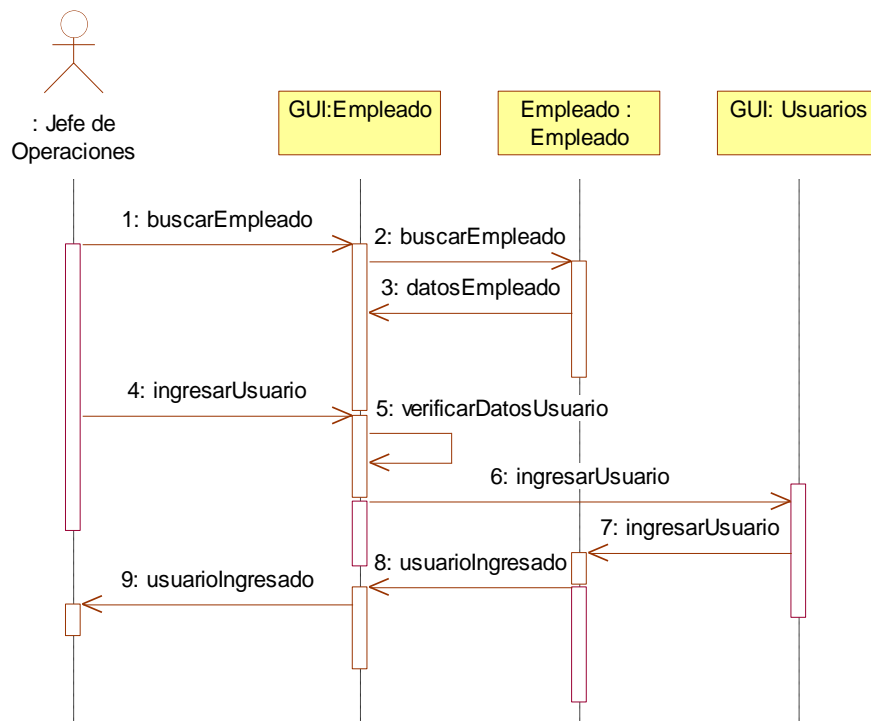 : Jefe de
Operaciones
GUI:Empleado
Empleado :
Empleado
GUI: Usuarios
1: buscarEmpleado
2: buscarEmpleado
3: datosEmpleado
4: ingresarUsuario
5: verificarDatosUsuario
6: ingresarUsuario
7: ingresarUsuario
8: usuarioIngresado
9: usuarioIngresado